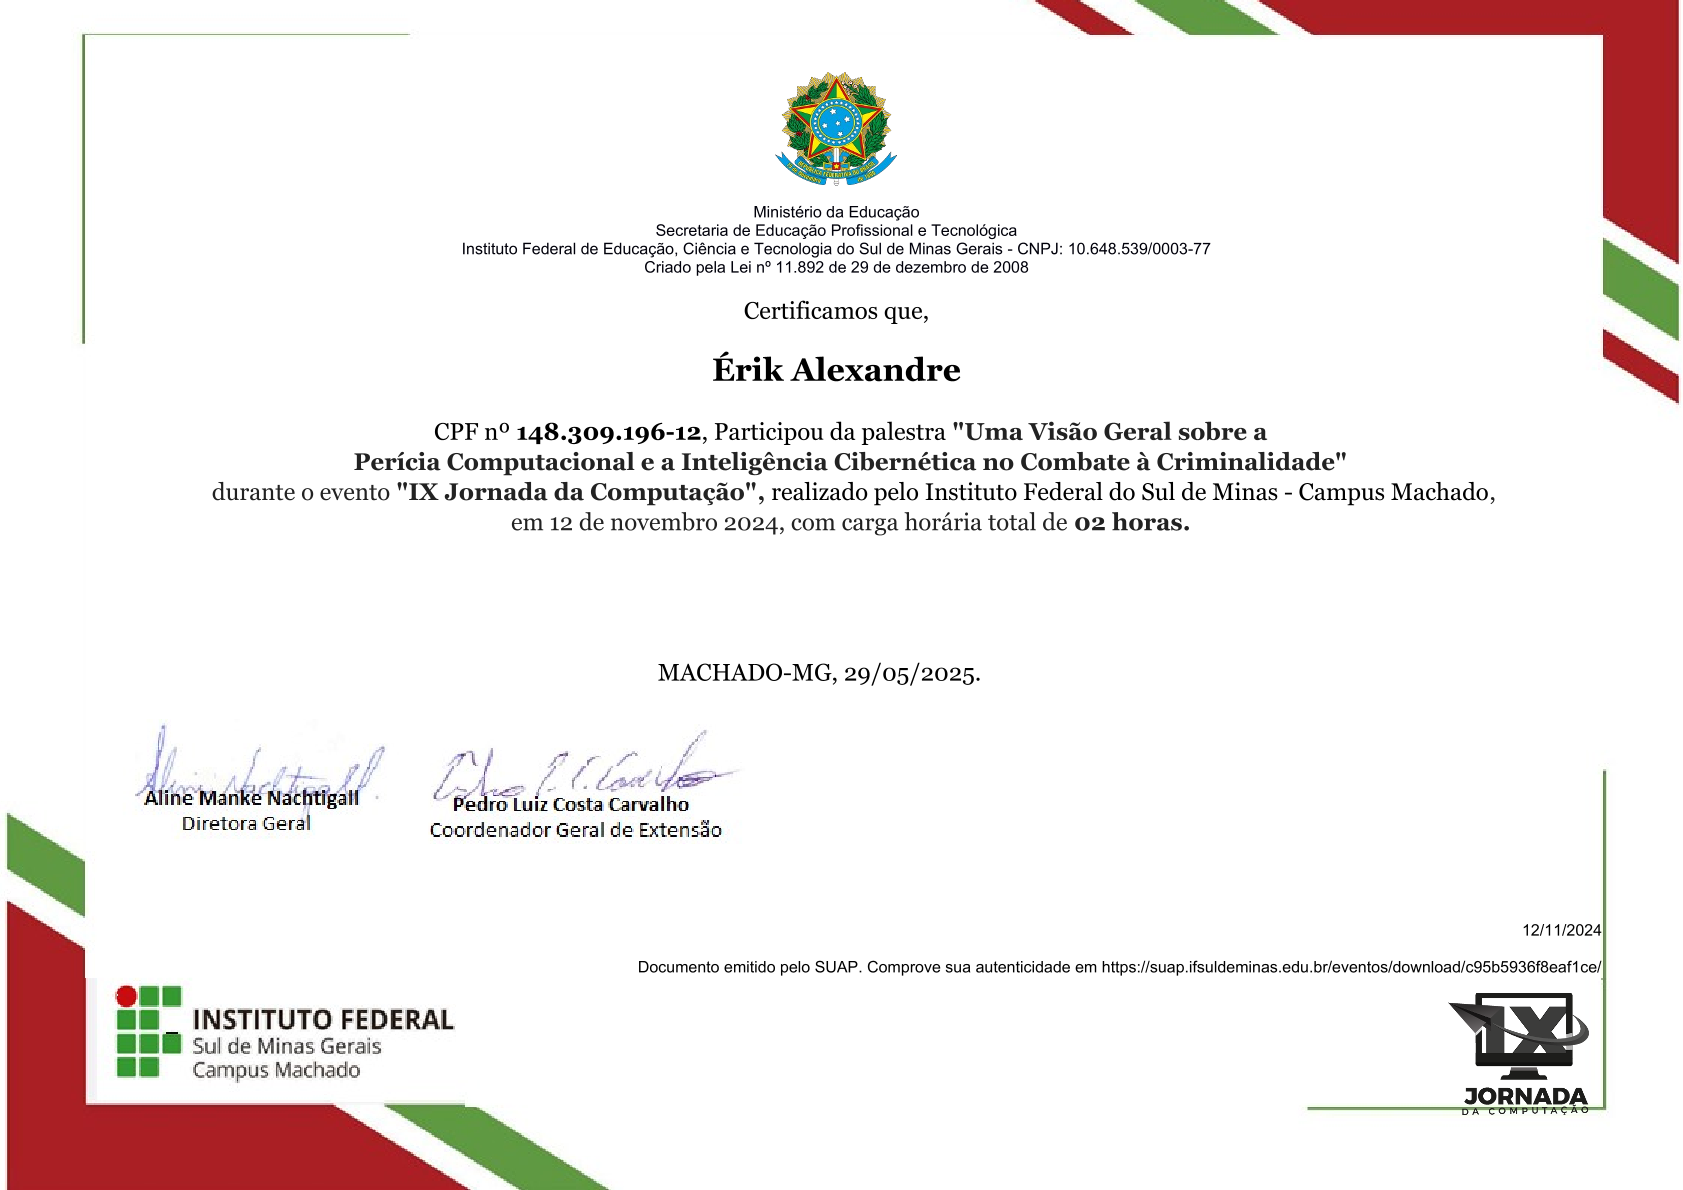 Ministério da Educação
Secretaria de Educação Profissional e Tecnológica
Instituto Federal de Educação, Ciência e Tecnologia do Sul de Minas Gerais - CNPJ: 10.648.539/0003-77
Criado pela Lei nº 11.892 de 29 de dezembro de 2008
Certificamos que,
Érik Alexandre
CPF nº 148.309.196-12, Participou da palestra "Uma Visão Geral sobre a
Perícia Computacional e a Inteligência Cibernética no Combate à Criminalidade"
durante o evento "IX Jornada da Computação", realizado pelo Instituto Federal do Sul de Minas - Campus Machado,
em 12 de novembro 2024, com carga horária total de 02 horas.
MACHADO-MG, 29/05/2025.
Aline Nachtigall.
Aline Manke Nachtigall
Diretora Geral
Pedro Luiz Costa Carvalho
Coordenador Geral de Extensão
12/11/2024
Documento emitido pelo SUAP. Comprove sua autenticidade em https://suap.ifsuldeminas.edu.br/eventos/download/c95b5936f8eaf1ce/
INSTITUTO FEDERAL
Sul de Minas Gerais
Campus Machado
IX
JORNADA
DA COMPUTAÇÃO